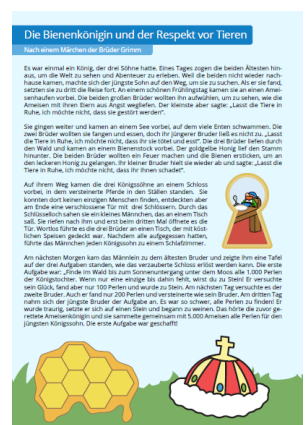 Die Bienenkönigin und der Respekt vor Tieren
Nach einem Märchen der Brüder Grimm
Es war einmal ein König, der drei Söhne hatte. Eines Tages zogen die beiden Ältesten hin-
aus, um die Welt zu sehen und Abenteuer zu erleben. Weil die beiden nicht wieder nach-
hause kamen, machte sich der jüngste Sohn auf den Weg, um sie zu suchen. Als er sie fand,
setzten sie zu dritt die Reise fort. An einem schönen Frühlingstag kamen sie an einen Amei-
senhaufen vorbei. Die beiden großen Brüder wollten ihn aufwühlen, um zu sehen, wie die
Ameisen mit ihren Eiern aus Angst wegliefen. Der kleinste aber sagte: „Lasst die Tiere in
Ruhe, ich möchte nicht, dass sie gestört werden“.
Sie gingen weiter und kamen an einem See vorbei, auf dem viele Enten schwammen. Die
zwei Brüder wollten sie fangen und essen, doch ihr jüngerer Bruder ließ es nicht zu. „Lasst
die Tiere in Ruhe, ich möchte nicht, dass ihr sie tötet und esst“. Die drei Brüder liefen durch
den Wald und kamen an einem Bienenstock vorbei. Der goldgelbe Honig lief den Stamm
hinunter. Die beiden Brüder wollten ein Feuer machen und die Bienen ersticken, um an
den leckeren Honig zu gelangen. Ihr kleiner Bruder hielt sie wieder ab und sagte: „Lasst die
Tiere in Ruhe, ich möchte nicht, dass ihr ihnen schadet“.
Auf ihrem Weg kamen die drei Königssöhne an einem Schloss
vorbei, in dem versteinerte Pferde in den Ställen standen. Sie
konnten dort keinen einzigen Menschen finden, entdeckten aber
am Ende eine verschlossene Tür mit drei Schlössern. Durch das
Schlüsselloch sahen sie ein kleines Männchen, das an einem Tisch
saß. Sie riefen nach ihm und erst beim dritten Mal öffnete es die
Tür. Wortlos führte es die drei Brüder an einen Tisch, der mit köst-
lichen Speisen gedeckt war. Nachdem alle aufgegessen hatten,
führte das Männchen jeden Königssohn zu einem Schlafzimmer.
Am nächsten Morgen kam das Männlein zu dem ältesten Bruder und zeigte ihm eine Tafel
auf der drei Aufgaben standen, wie das verzauberte Schloss erlöst werden kann. Die erste
Aufgabe war: „Finde im Wald bis zum Sonnenuntergang unter dem Moos alle 1.000 Perlen
der Königstochter. Wenn nur eine einzige bis dahin fehlt, wirst du zu Stein! Er versuchte
sein Glück, fand aber nur 100 Perlen und wurde zu Stein. Am nächsten Tag versuchte es der
zweite Bruder. Auch er fand nur 200 Perlen und versteinerte wie sein Bruder. Am dritten Tag
nahm sich der jüngste Bruder der Aufgabe an. Es war so schwer, alle Perlen zu finden! Er
wurde traurig, setzte er sich auf einen Stein und begann zu weinen. Das hörte die zuvor ge-
rettete Ameisenkönigin und sie sammelte gemeinsam mit 5.000 Ameisen alle Perlen für den
jüngsten Königssohn. Die erste Aufgabe war geschafft!